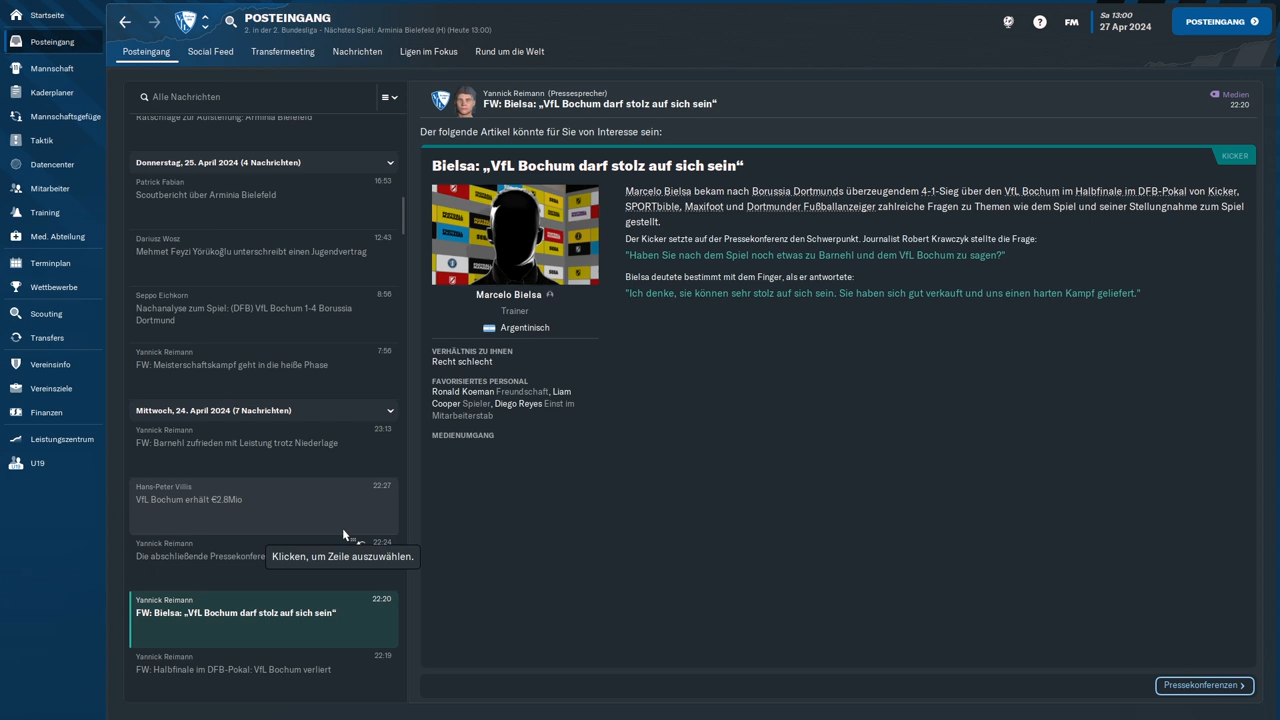 Startseite
Posteingang
Mannschaft
Kaderplaner
Mannschaftsgefüge
Taktik
Datencenter
Mitarbeiter
Training
Med. Abteilung
Terminplan
Wettbewerbe
Scouting
Transfers
Vereinsinfo
Vereinsziele
Finanzen
Leistungszentrum
U19
POSTEINGANG
2. in der 2. Bundesliga - Nächstes Spiel: Arminia Bielefeld (H) (Heute 13:00)
FM
Sa 13:00
27 Apr 2024
POSTEINGANG
Posteingang Social Feed Transfermeeting Nachrichten Ligen im Fokus Rund um die Welt
Alle Nachrichten
Ratschläge zur Aufstellung: Arminia Bielefeld
Donnerstag, 25. April 2024 (4 Nachrichten)
Patrick Fabian 16:53
Scoutbericht über Arminia Bielefeld
Dariusz Wosz 12:43
Mehmet Feyzi Yörükoğlu unterschreibt einen Jugendvertrag
Seppo Eichkorn 8:56
Nachanalyse zum Spiel: (DFB) VfL Bochum 1-4 Borussia
Dortmund
Yannick Reimann 7:56
FW: Meisterschaftskampf geht in die heiße Phase
Mittwoch, 24. April 2024 (7 Nachrichten)
Yannick Reimann 23:13
FW: Barnehl zufrieden mit Leistung trotz Niederlage
Hans-Peter Villis 22:27
VfL Bochum erhält €2.8Mio
Yannick Reimann 22:24
Die abschließende Pressekonfere
Klicken, um Zeile auszuwählen.
Yannick Reimann 22:20
FW: Bielsa: „VfL Bochum darf stolz auf sich sein“
Yannick Reimann 22:19
FW: Halbfinale im DFB-Pokal: VfL Bochum verliert
Yannick Reimann (Pressesprecher)
FW: Bielsa: „VfL Bochum darf stolz auf sich sein“
Medien
22:20
Der folgende Artikel könnte für Sie von Interesse sein:
KICKER
Bielsa: „VfL Bochum darf stolz auf sich sein“
Marcelo Bielsa
Trainer
Argentinisch
VERHÄLTNIS ZU IHNEN
Recht schlecht
FAVORISIERTES PERSONAL
Ronald Koeman Freundschaft, Liam
Cooper Spieler, Diego Reyes Einst im
Mitarbeiterstab
MEDIENUMGANG
Marcelo Bielsa bekam nach Borussia Dortmunds überzeugendem 4-1-Sieg über den VfL Bochum im Halbfinale im DFB-Pokal von Kicker,
SPORTbible, Maxifoot und Dortmunder Fußballanzeiger zahlreiche Fragen zu Themen wie dem Spiel und seiner Stellungnahme zum Spiel
gestellt.
Der Kicker setzte auf der Pressekonferenz den Schwerpunkt. Journalist Robert Krawczyk stellte die Frage:
"Haben Sie nach dem Spiel noch etwas zu Barnehl und dem VfL Bochum zu sagen?"
Bielsa deutete bestimmt mit dem Finger, als er antwortete:
"Ich denke, sie können sehr stolz auf sich sein. Sie haben sich gut verkauft und uns einen harten Kampf geliefert."
Pressekonferenzen